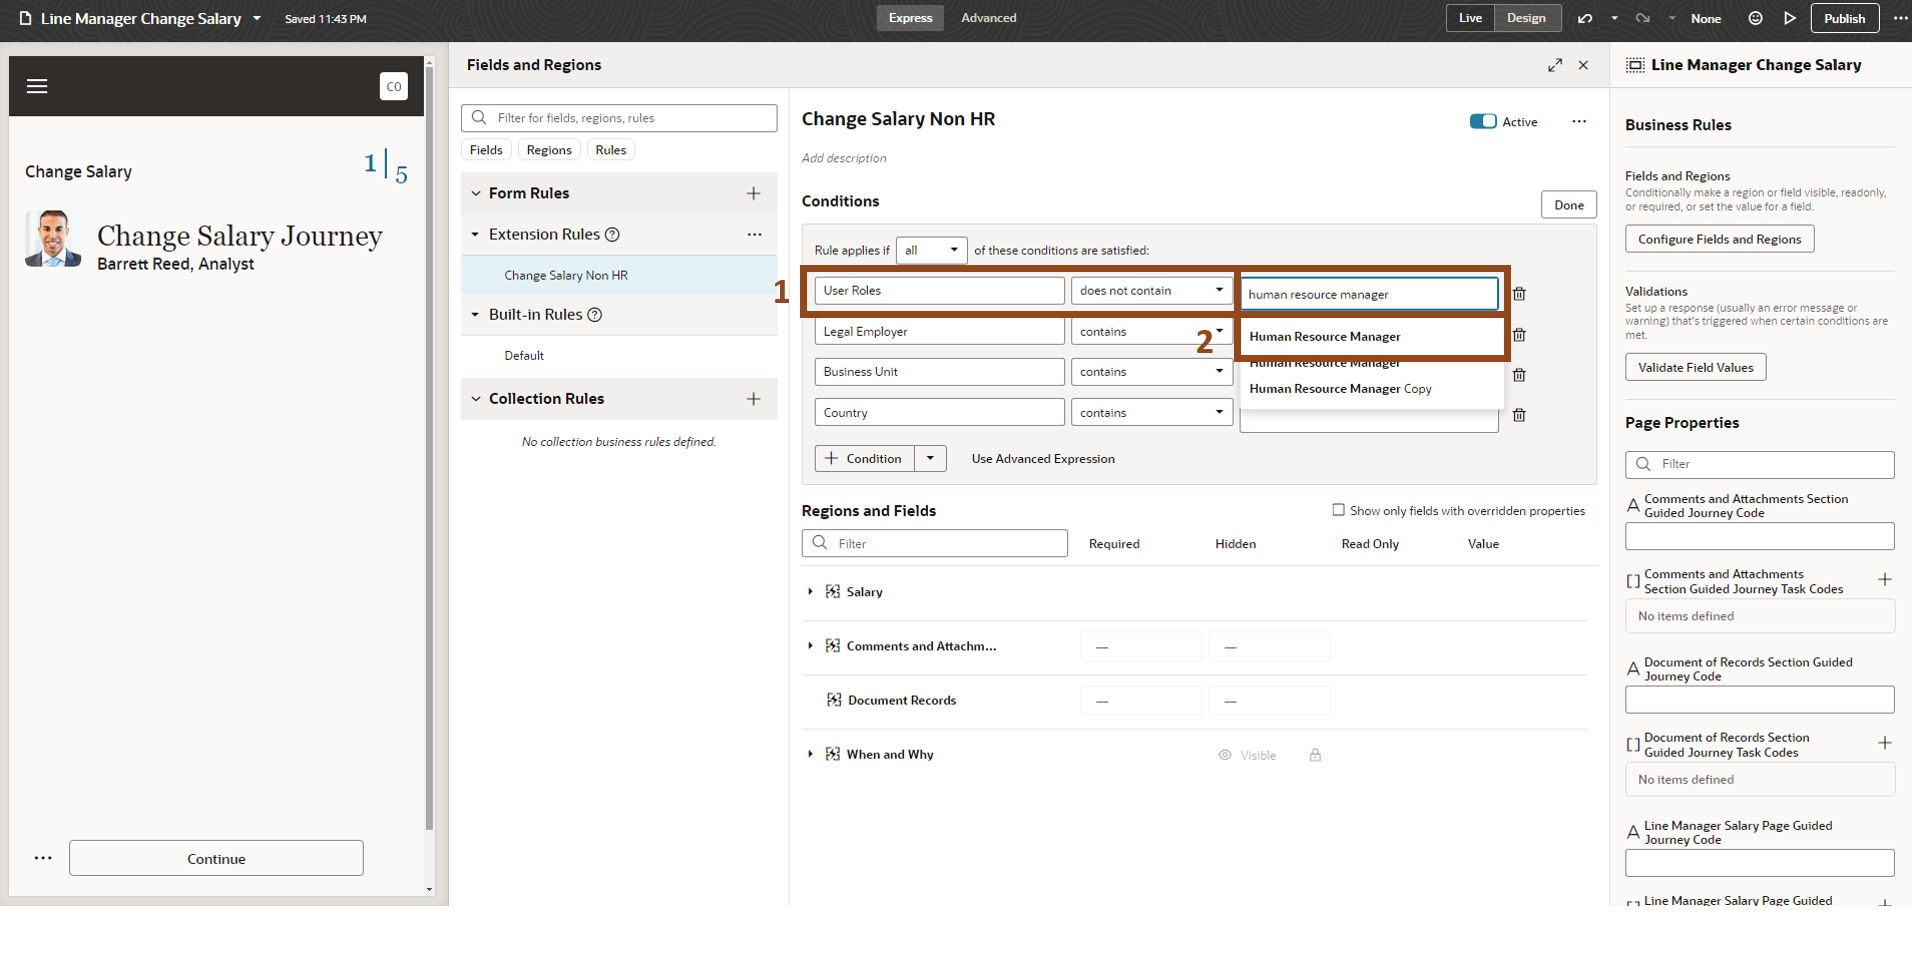 Line Manager Change Salary
Saved 11:43 PM
Express
Advanced
Live
Design
None
Publish
CO
Change Salary
1
5
Change Salary Journey
Barrett Reed, Analyst
Continue
Fields and Regions
Filter for fields, regions, rules
Fields
Regions
Rules
Form Rules
Extension Rules
Change Salary Non HR
Built-in Rules
Default
Collection Rules
No collection business rules defined.
Change Salary Non HR
Active
Add description
Conditions
Done
Rule applies if
all
of these conditions are satisfied:
1
User Roles
does not contain
human resource manager
Legal Employer
contains
2
Human Resource Manager
Human Resource Manager
Human Resource Manager Copy
Business Unit
contains
Country
contains
Condition
Use Advanced Expression
Regions and Fields
Show only fields with overridden properties
Filter
Required
Hidden
Read Only
Value
Salary
Comments and Attachm...
—
—
Document Records
—
—
When and Why
Visible
Line Manager Change Salary
Business Rules
Fields and Regions
Conditionally make a region or field visible, readonly,
or required, or set the value for a field.
Configure Fields and Regions
Validations
Set up a response (usually an error message or
warning) that's triggered when certain conditions are
met.
Validate Field Values
Page Properties
Filter
Comments and Attachments Section
Guided Journey Code
Comments and Attachments
Section Guided Journey Task Codes
No items defined
Document of Records Section Guided
Journey Code
Document of Records Section
Guided Journey Task Codes
No items defined
Line Manager Salary Page Guided
Journey Code
Line Manager Salary Page Guided